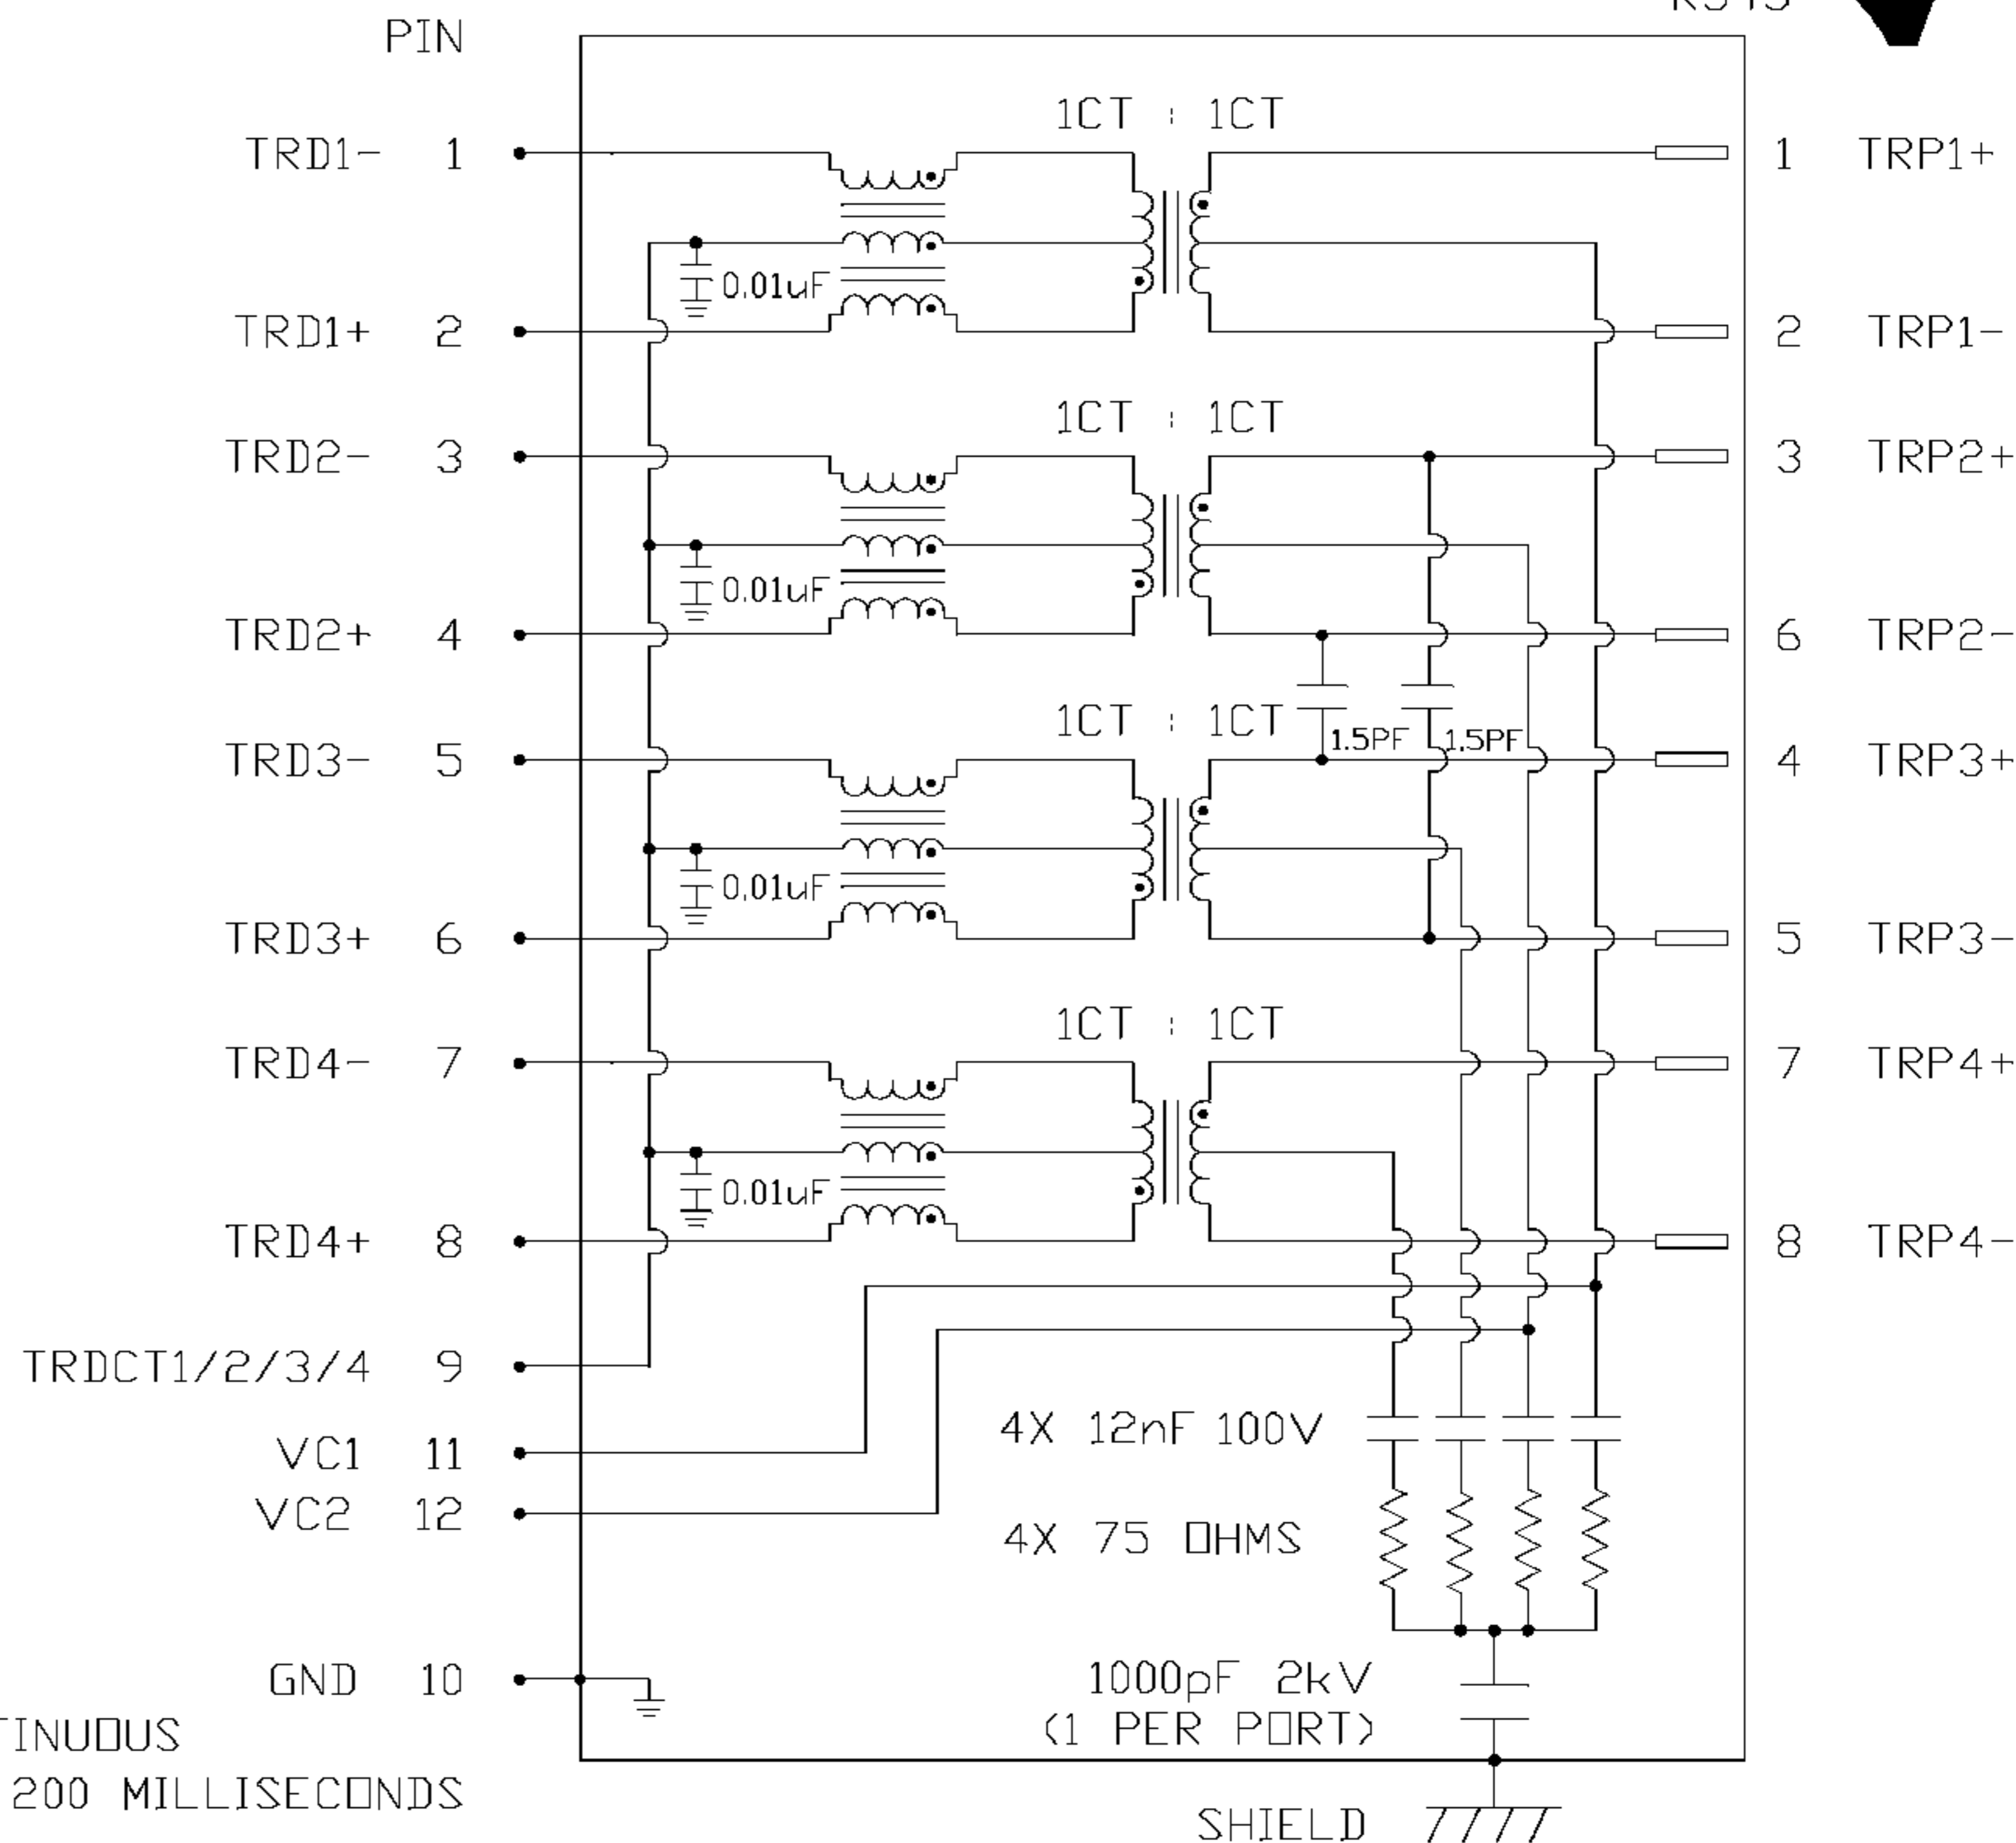 PIN
1CT : 1CT
TRD1- 1
1 TRP1+
0.01uF
TRD1+ 2
2 TRP1-
1CT : 1CT
TRD2- 3
3 TRP2+
0.01uF
TRD2+ 4
6 TRP2-
1CT : 1CT
1.5PF 1.5PF
TRD3- 5
4 TRP3+
0.01uF
TRD3+ 6
5 TRP3-
1CT : 1CT
TRD4- 7
7 TRP4+
0.01uF
TRD4+ 8
8 TRP4-
TRDCT1/2/3/4 9
4X 12nF 100V
VC1 11
VC2 12
4X 75 OHMS
GND 10
1000pF 2kV
(1 PER PORT)
TINUOUS
200 MILLISECONDS
SHIELD